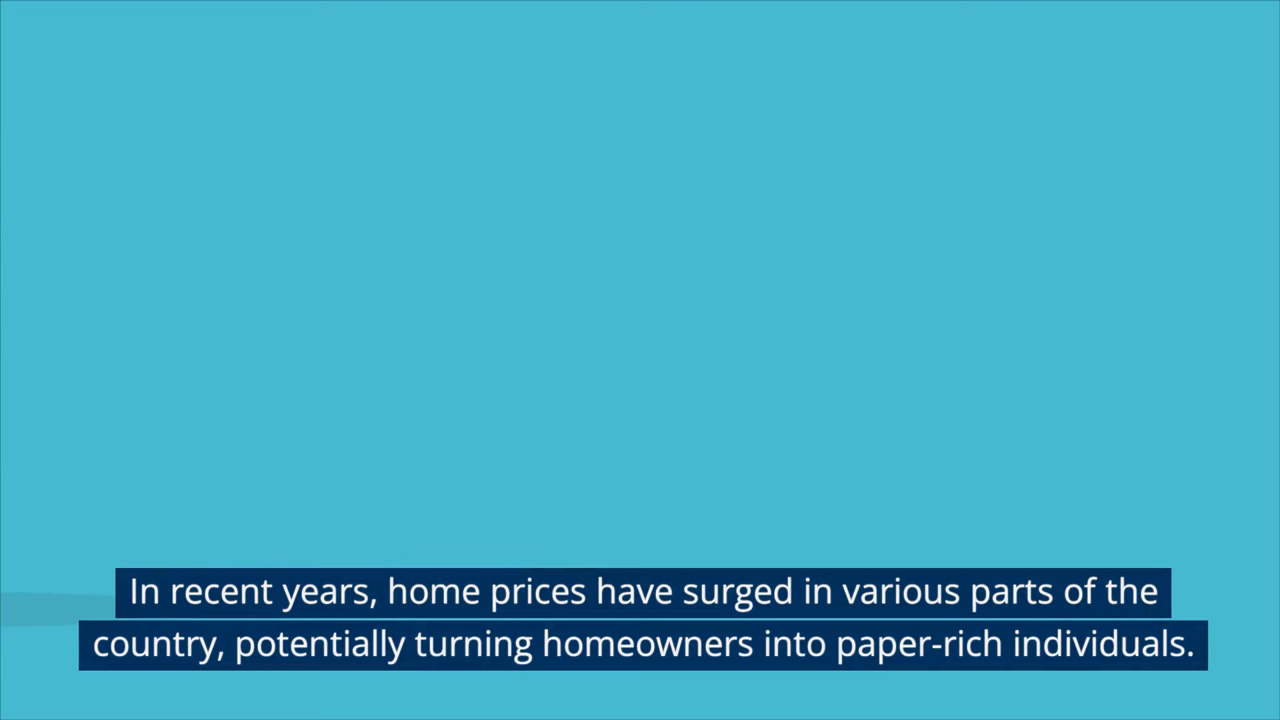 In recent years, home prices have surged in various parts of the
country, potentially turning homeowners into paper-rich individuals.